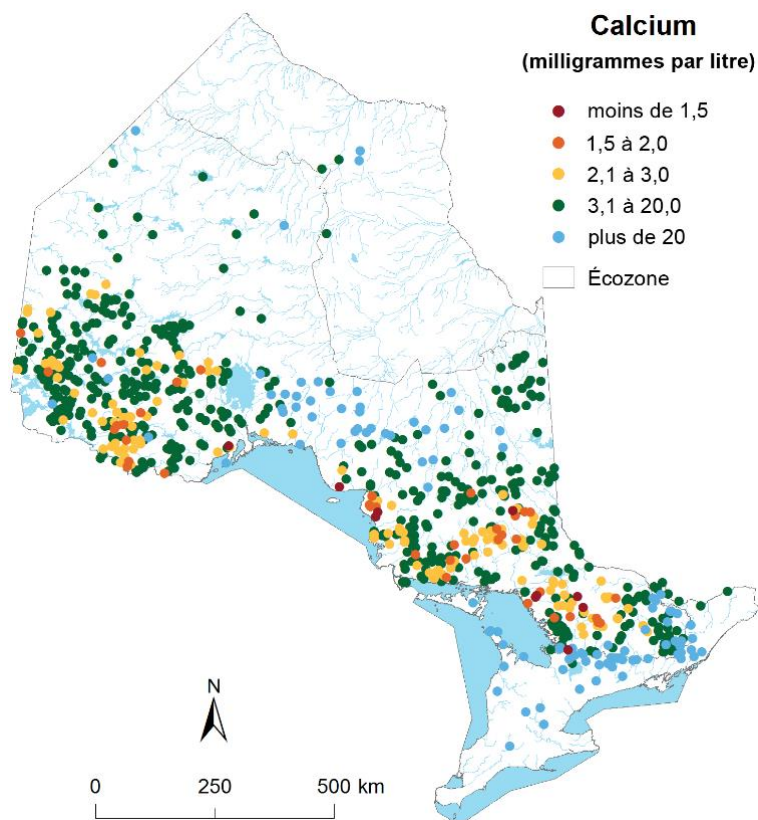 Calcium
(milligrammes par litre)
moins de 1,5
1,5 à 2,0
2,1 à 3,0
3,1 à 20,0
plus de 20
Écozone
N
0 250 500 km